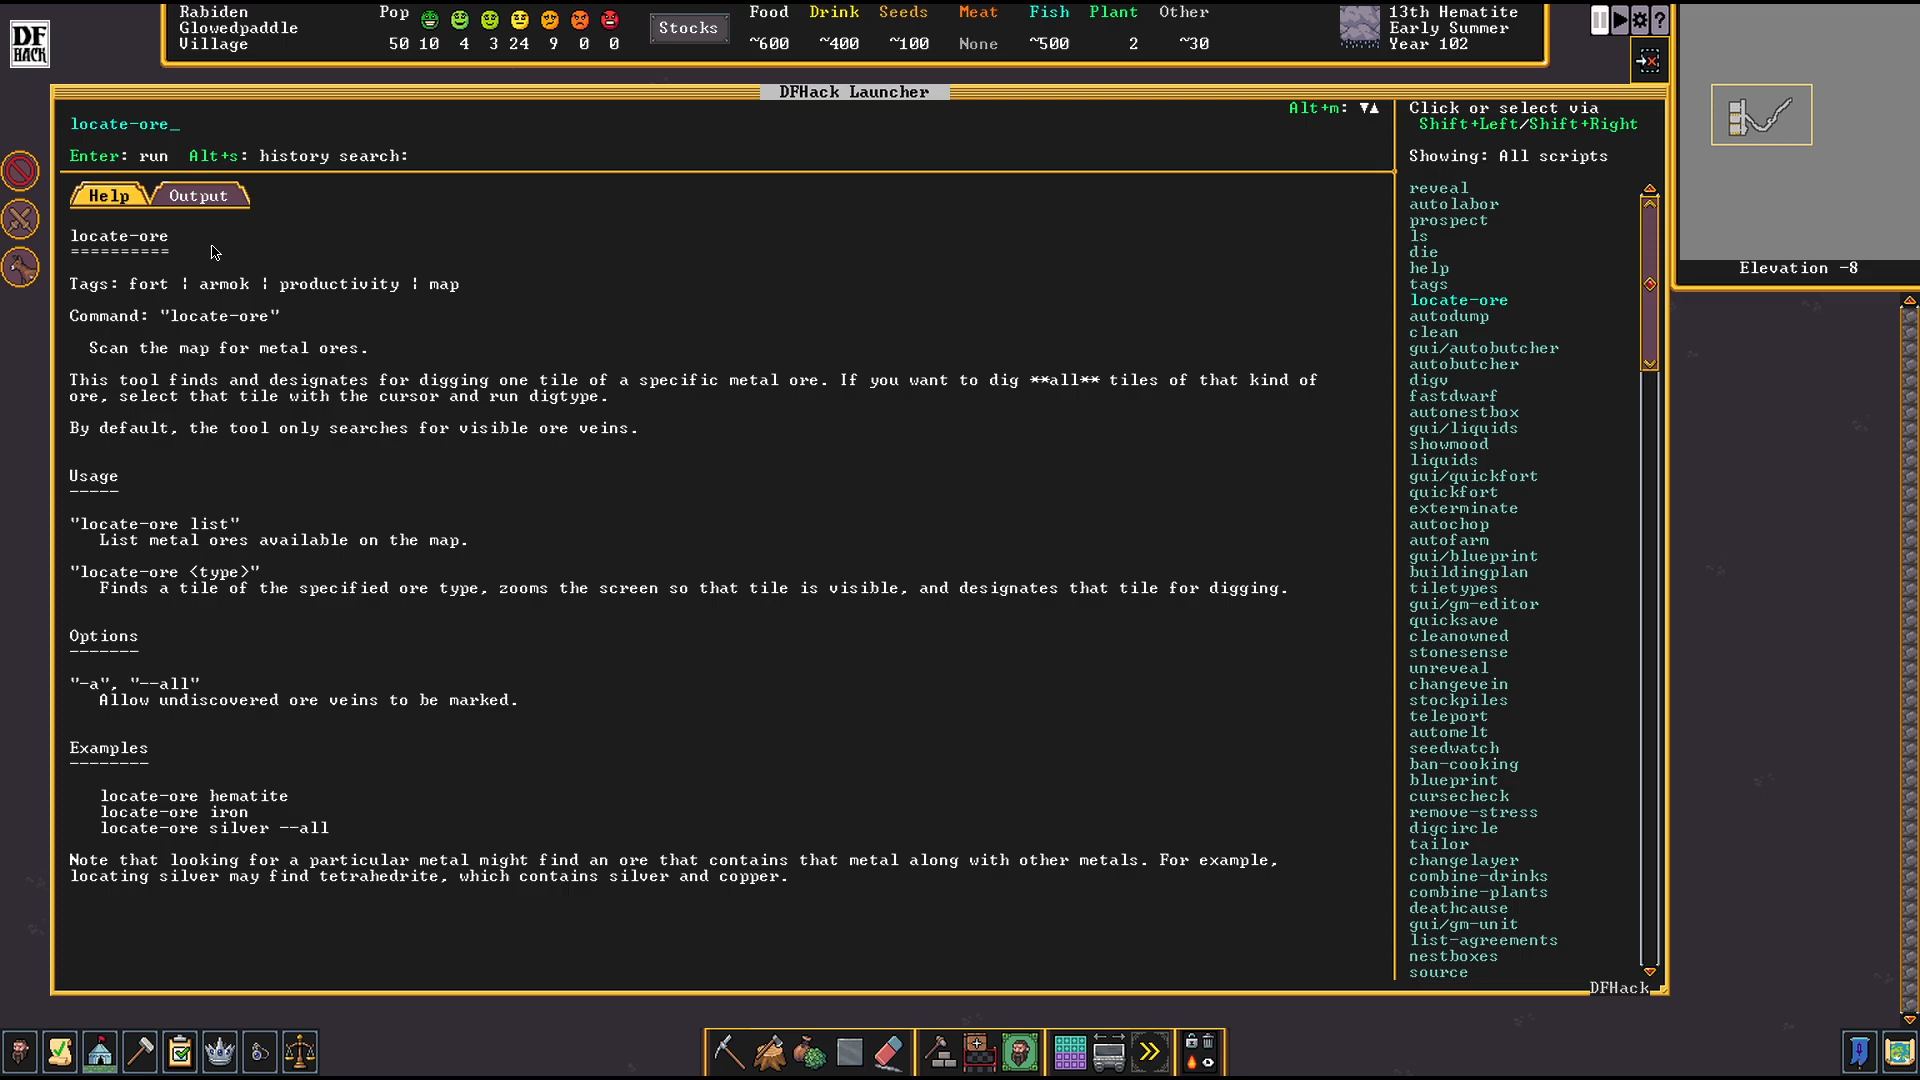 DF
HACK
Rabiden
Glowedpaddle
Village
Pop
50 10 4 3 24 9 0 0
Stocks
Food Drink Seeds Meat Fish Plant Other
~600 ~400 ~100 None ~500 2 ~30
13th Hematite
Early Summer
Year 102
Elevation -8
DFHack Launcher
locate-ore_
Alt+m: ▼▲
Enter: run Alt+s: history search:
Help Output
locate-ore
==========
Tags: fort | armok | productivity | map
Command: "locate-ore"
Scan the map for metal ores.
This tool finds and designates for digging one tile of a specific metal ore. If you want to dig **all** tiles of that kind of
ore, select that tile with the cursor and run digtype.
By default, the tool only searches for visible ore veins.
Usage
-----
"locate-ore list"
List metal ores available on the map.
"locate-ore <type>"
Finds a tile of the specified ore type, zooms the screen so that tile is visible, and designates that tile for digging.
Options
-------
"-a", "--all"
Allow undiscovered ore veins to be marked.
Examples
--------
locate-ore hematite
locate-ore iron
locate-ore silver --all
Note that looking for a particular metal might find an ore that contains that metal along with other metals. For example,
locating silver may find tetrahedrite, which contains silver and copper.
Click or select via
Shift+Left/Shift+Right
Showing: All scripts
reveal
autolabor
prospect
ls
die
help
tags
locate-ore
autodump
clean
gui/autobutcher
autobutcher
digv
fastdwarf
autonestbox
gui/liquids
showmood
liquids
gui/quickfort
quickfort
exterminate
autochop
autofarm
gui/blueprint
buildingplan
tiletypes
gui/gm-editor
quicksave
cleanowned
stonesense
unreveal
changevein
stockpiles
teleport
automelt
seedwatch
ban-cooking
blueprint
cursecheck
remove-stress
digcircle
tailor
changelayer
combine-drinks
combine-plants
deathcause
gui/gm-unit
list-agreements
nestboxes
source
DFHack